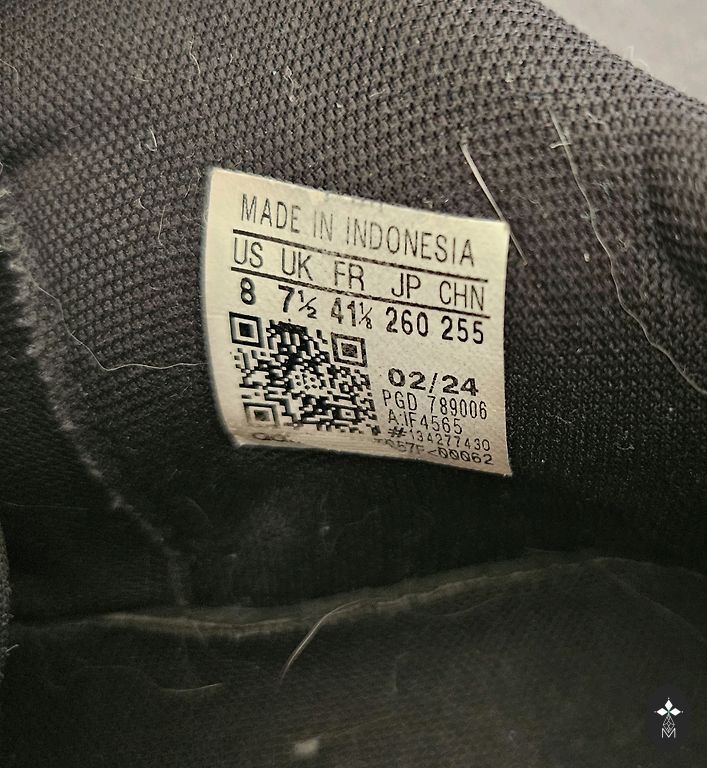 MADE IN INDONESIA
US UK FR JP CHN
8 7½ 41⅓ 260 255
02/24
PGD 789006
A:IF4565
#134277430
<00062
M